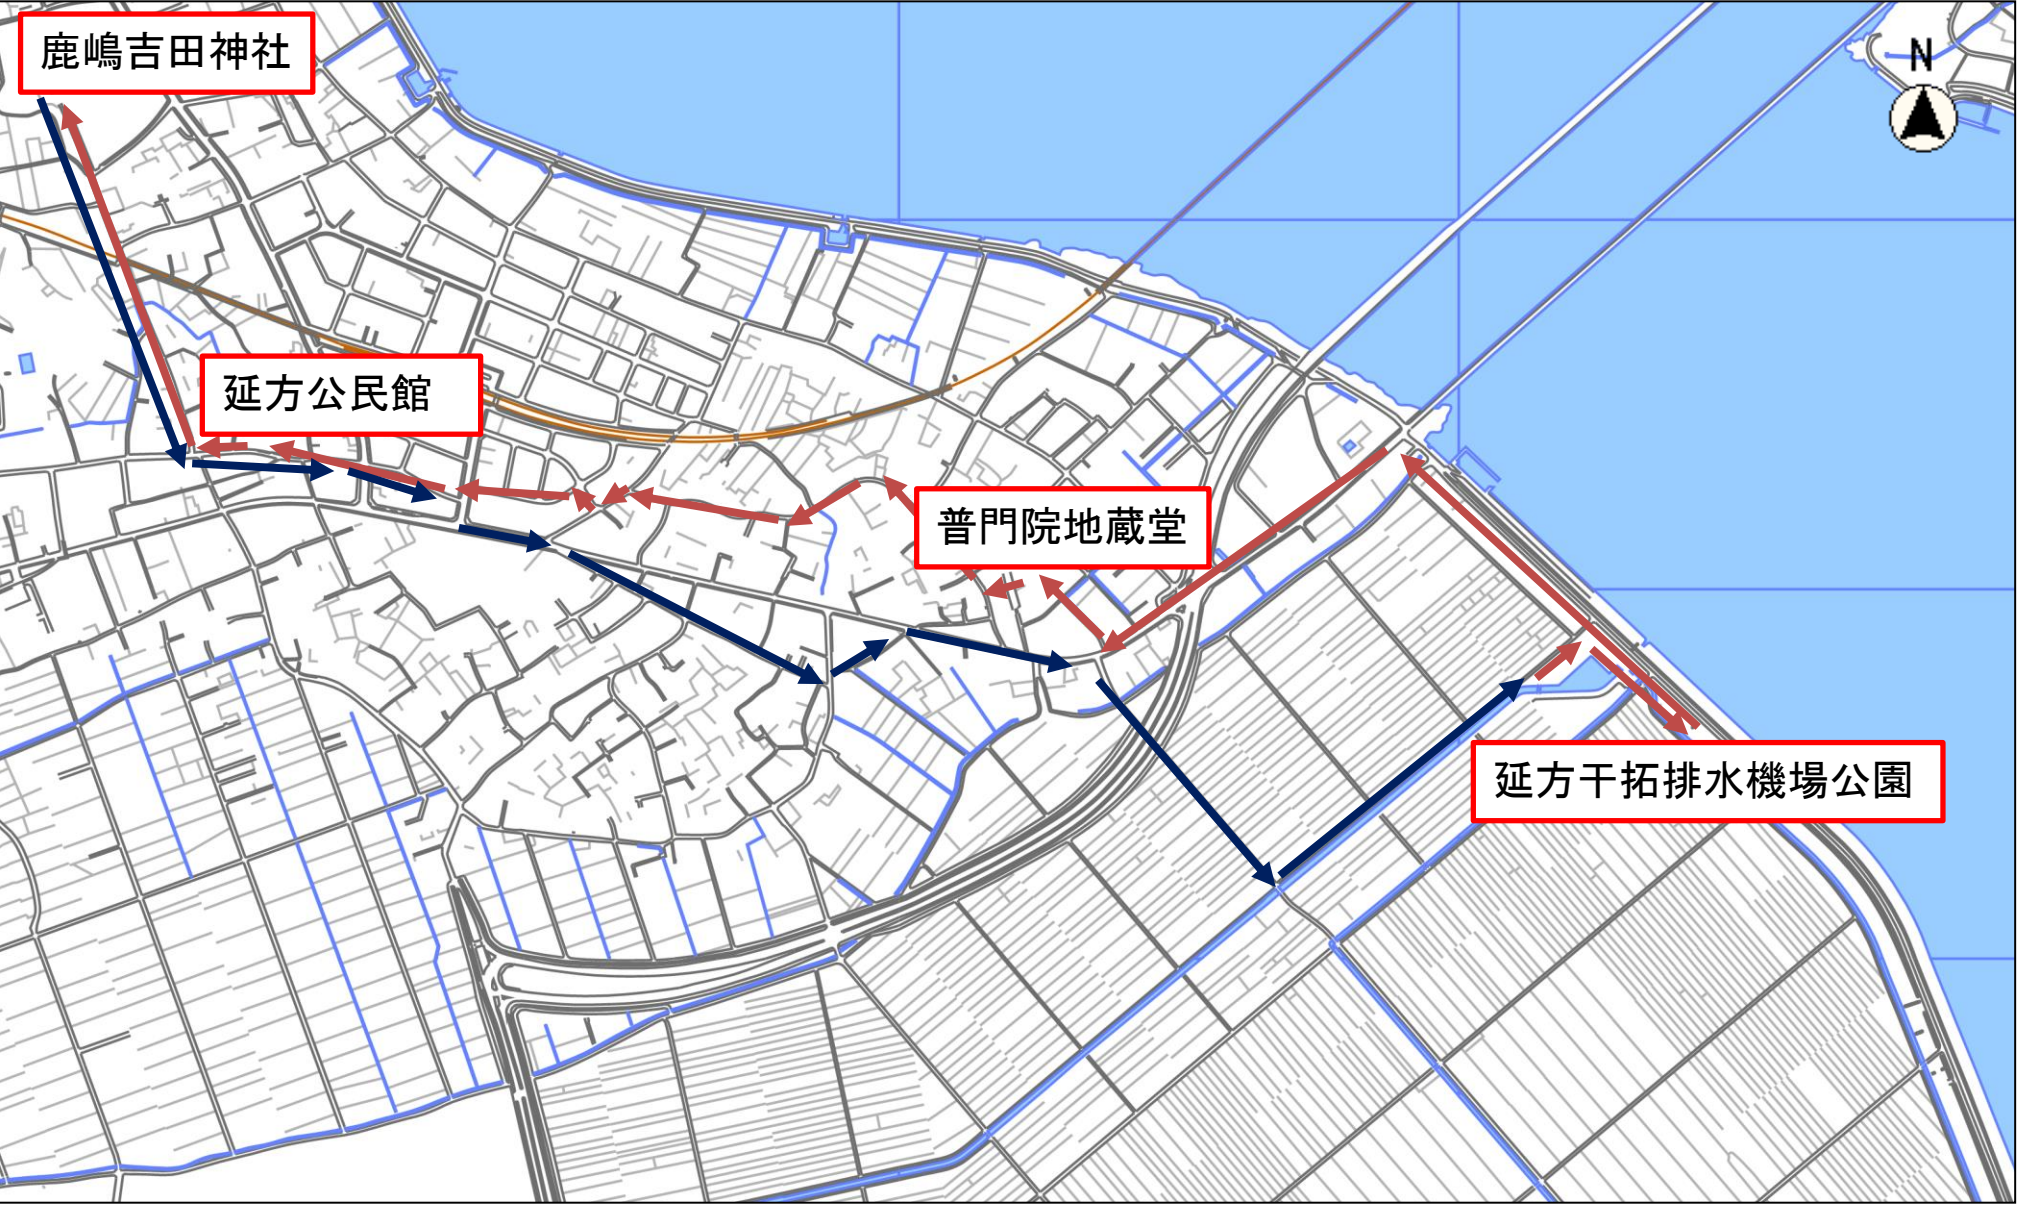 鹿嶋吉田神社
N
延方公民館
普門院地蔵堂
延方干拓排水機場公園